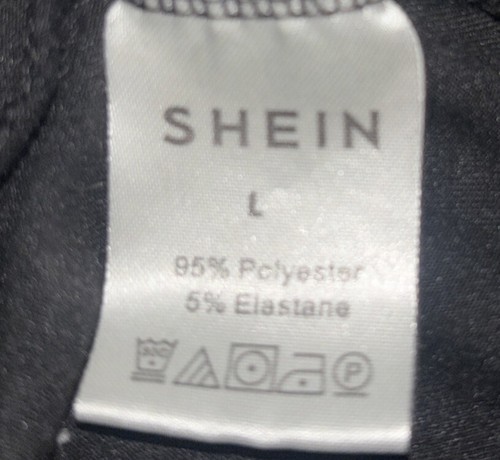 SHEIN
L
95% Polyester
5% Elastane
P